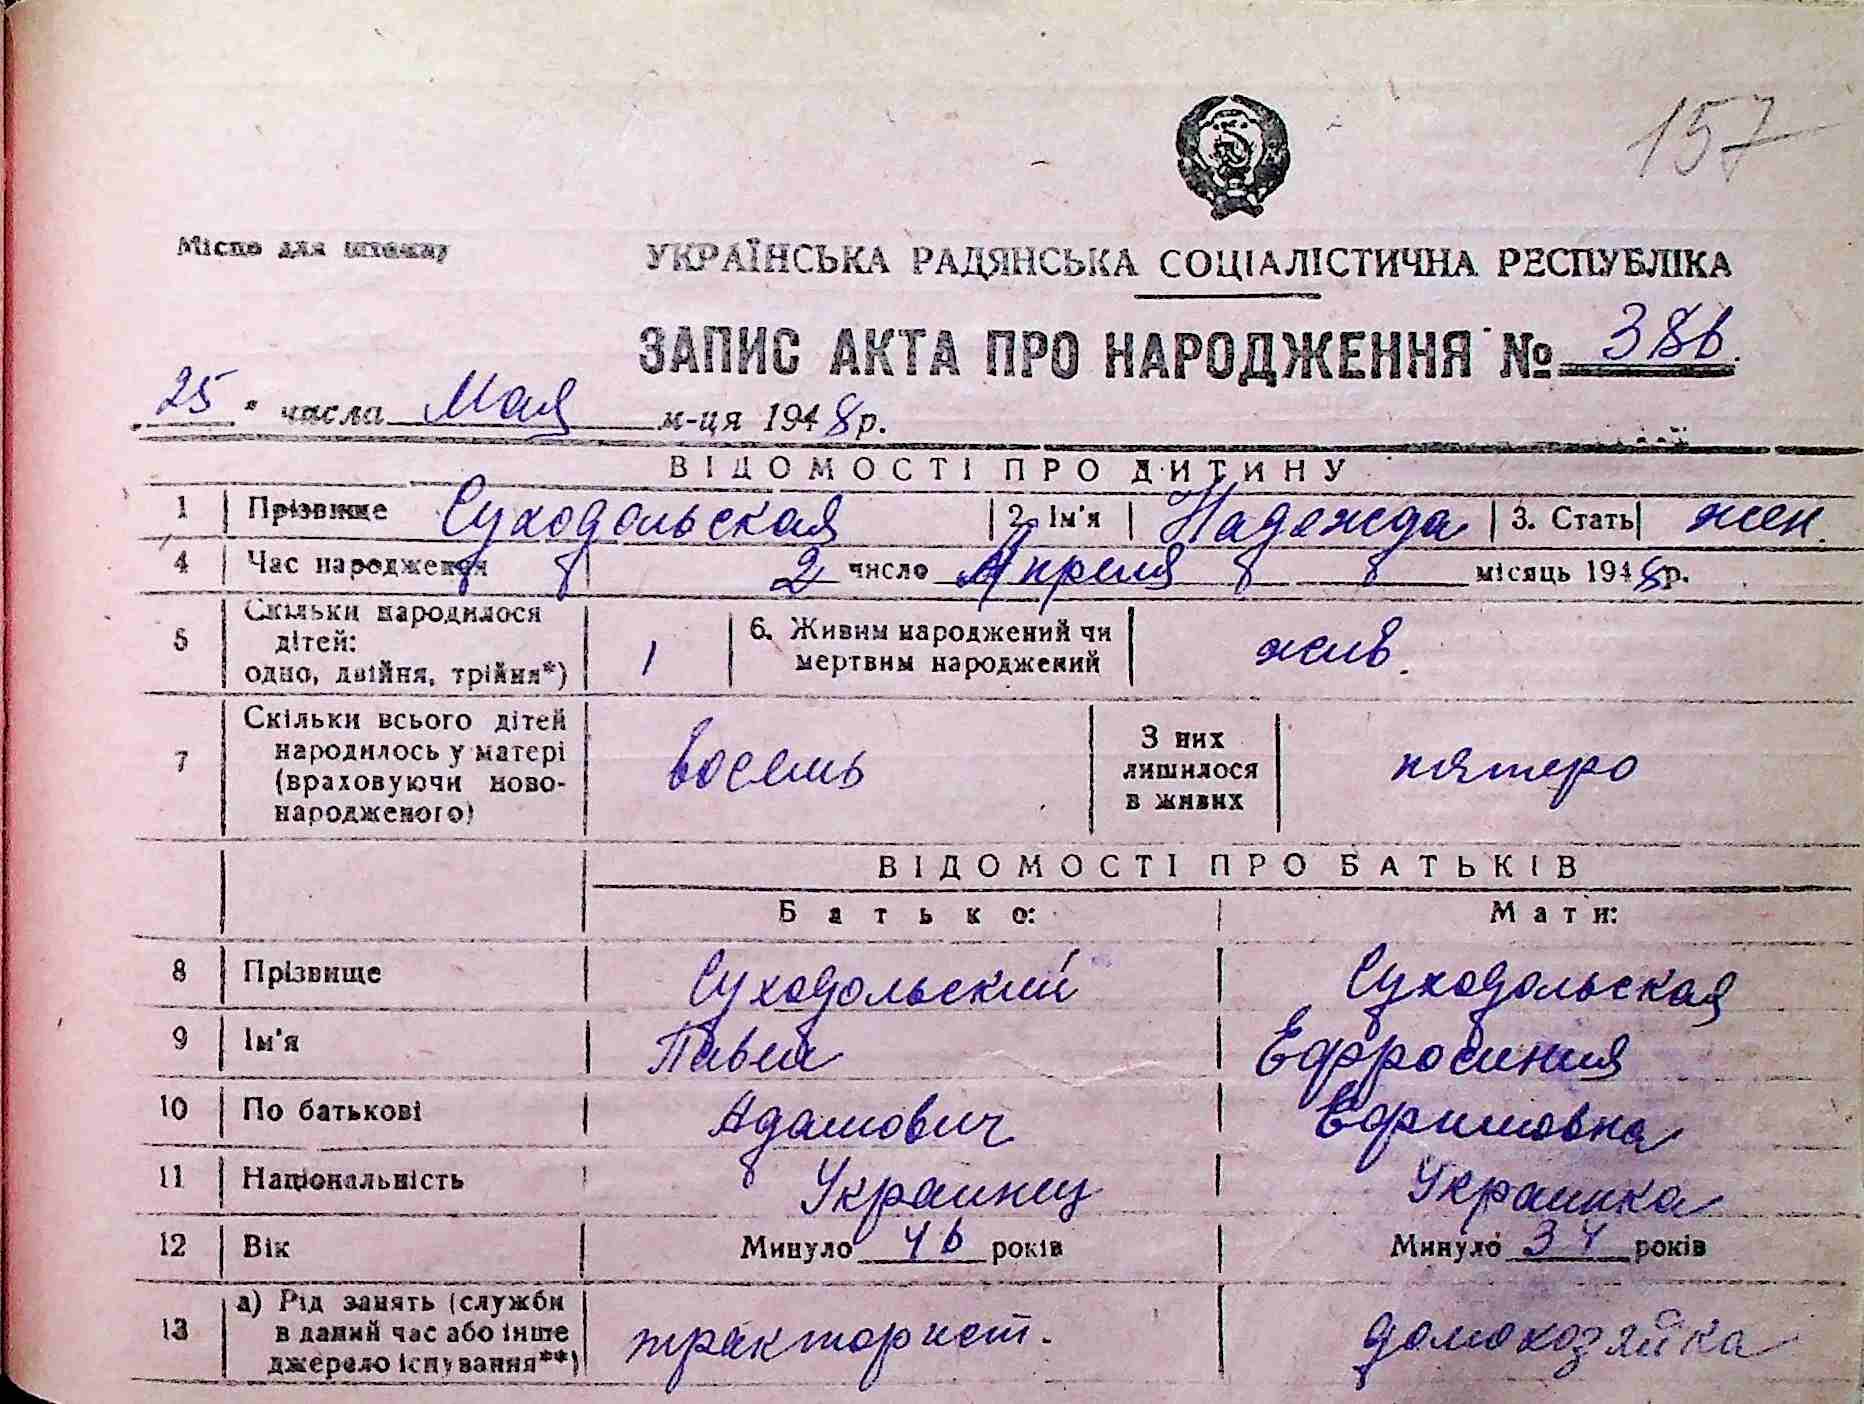 157
Місце для штампу
УКРАЇНСЬКА РАДЯНСЬКА СОЦІАЛІСТИЧНА РЕСПУБЛІКА
ЗАПИС АКТА ПРО НАРОДЖЕННЯ № 386.
25 числа Мая м-ця 1948 р.
ВІДОМОСТІ ПРО ДИТИНУ
1 Прізвище Суходольская 2. Ім'я Надежда 3. Стать жен.
4 Час народження 2 число Апреля місяць 1948 р.
5 Скільки народилося
дітей:
одно, двійня, трійня*) 1 6. Живим народжений чи
мертвим народжений жив.
7 Скільки всього дітей
народилось у матері
(враховуючи ново-
народженого) восемь З них
лишилося
в живих пятеро
ВІДОМОСТІ ПРО БАТЬКІВ
Батько: Мати:
8 Прізвище Суходольский Суходольская
9 Ім'я Павел Ефросиния
10 По батькові Адамович Ефимовна
11 Національність Украинец Украинка
12 Вік Минуло 46 років Минуло 34 років
13 а) Рід занять (служби
в даний час або інше
джерело існування**) тракторист. домохозяйка